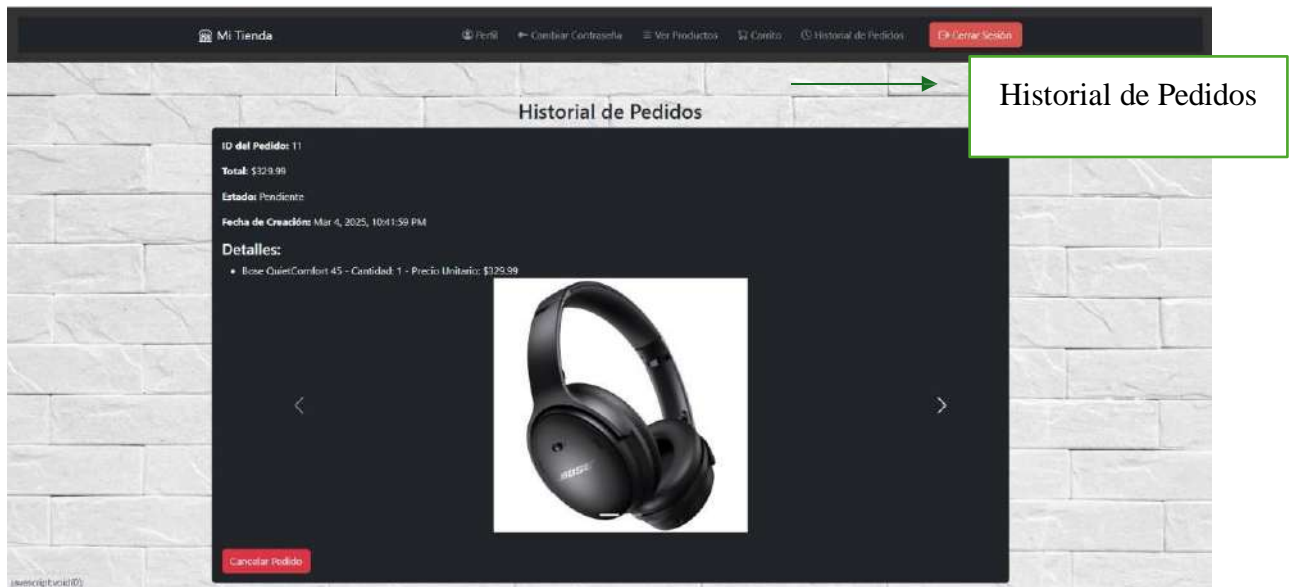 Mi Tienda
Perfil
Cambiar Contraseña
Ver Productos
Carrito
Historial de Pedidos
Cerrar Sesión
Historial de Pedidos
Historial de Pedidos
ID del Pedido: 11
Total: $329.99
Estado: Pendiente
Fecha de Creación: Mar 4, 2025, 10:41:59 PM
Detalles:
Bose QuietComfort 45 - Cantidad: 1 - Precio Unitario: $329.99
BOSE
Cancelar Pedido
javascript:void(0);